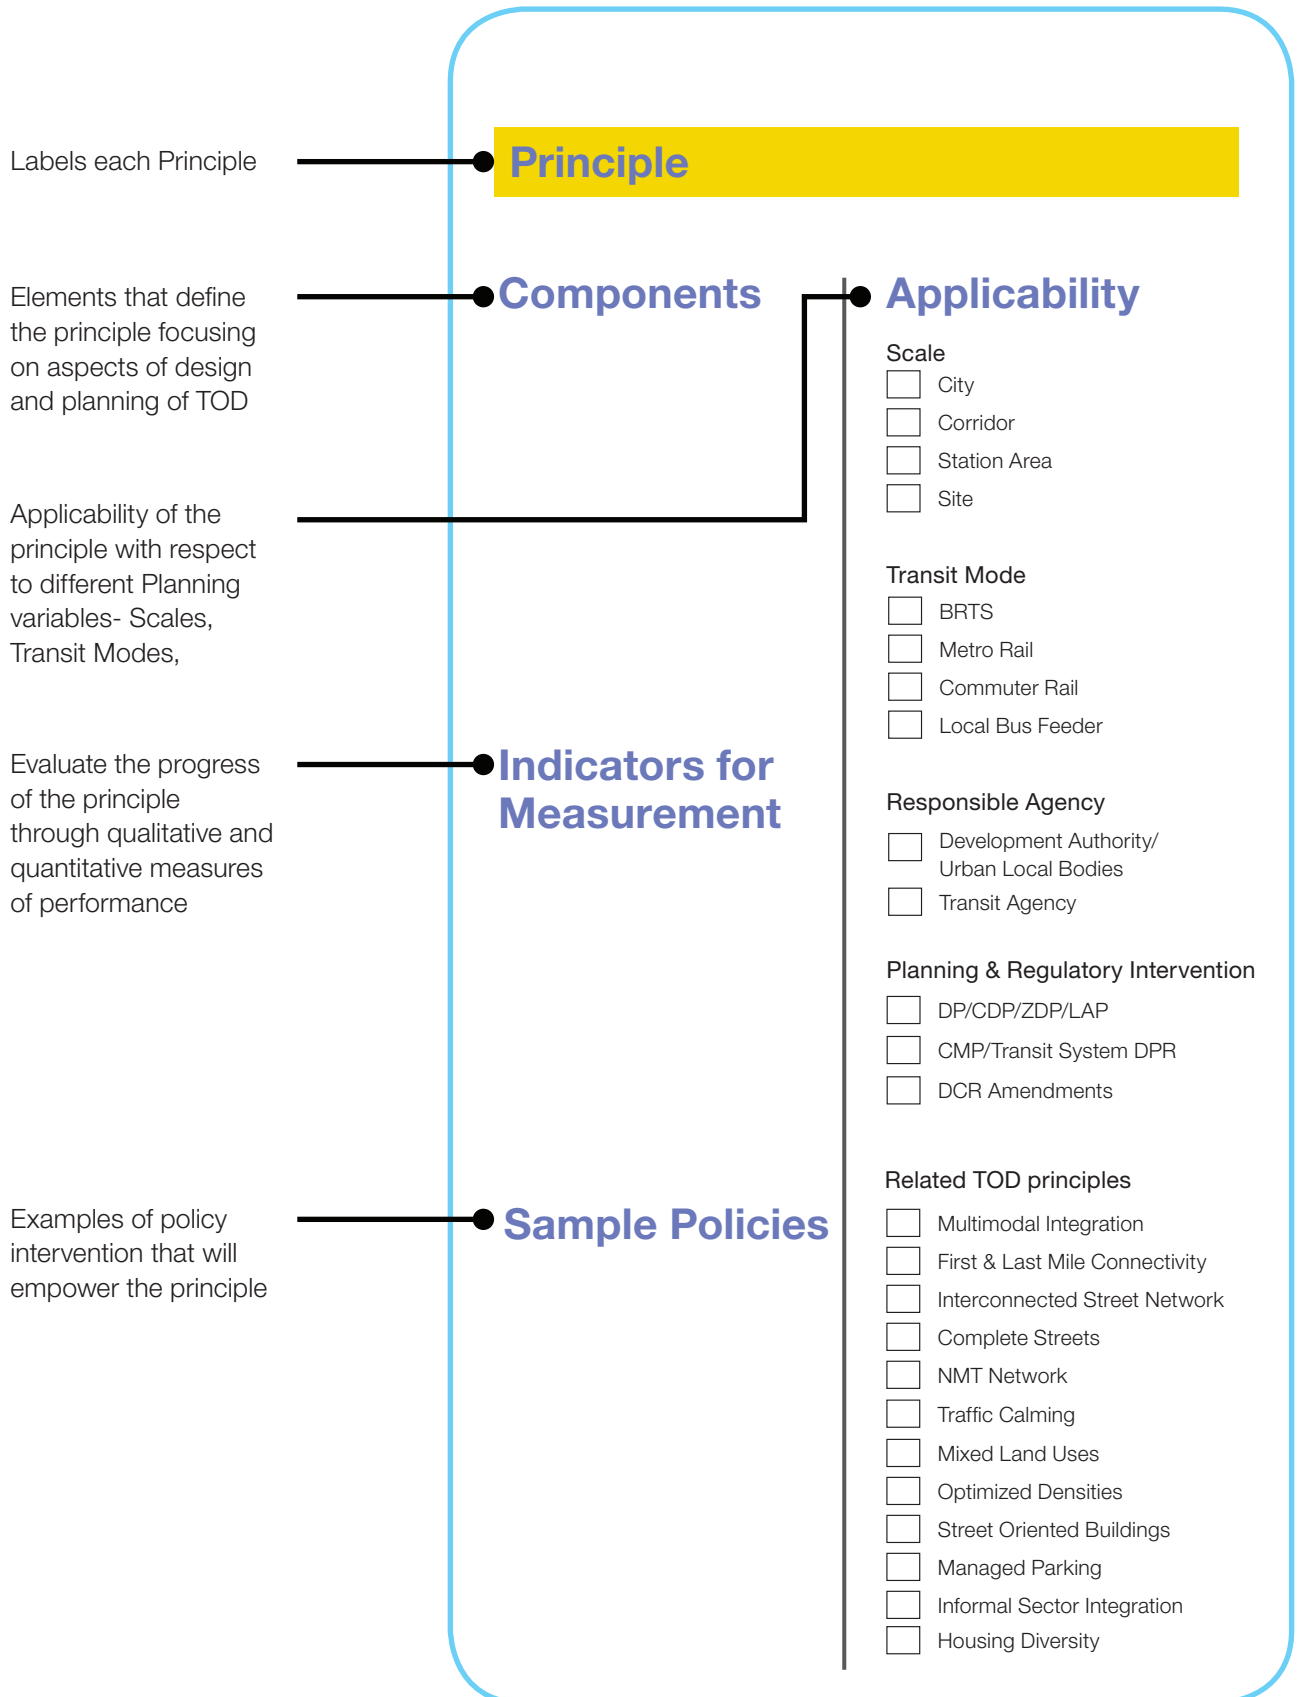 Labels each Principle
Principle
Elements that define
the principle focusing
on aspects of design
and planning of TOD
Components
Applicability of the
principle with respect
to different Planning
variables- Scales,
Transit Modes,
Evaluate the progress
of the principle
through qualitative and
quantitative measures
of performance
Indicators for
Measurement
Examples of policy
intervention that will
empower the principle
Sample Policies
Applicability
Scale
City
Corridor
Station Area
Site
Transit Mode
BRTS
Metro Rail
Commuter Rail
Local Bus Feeder
Responsible Agency
Development Authority/
Urban Local Bodies
Transit Agency
Planning & Regulatory Intervention
DP/CDP/ZDP/LAP
CMP/Transit System DPR
DCR Amendments
Related TOD principles
Multimodal Integration
First & Last Mile Connectivity
Interconnected Street Network
Complete Streets
NMT Network
Traffic Calming
Mixed Land Uses
Optimized Densities
Street Oriented Buildings
Managed Parking
Informal Sector Integration
Housing Diversity